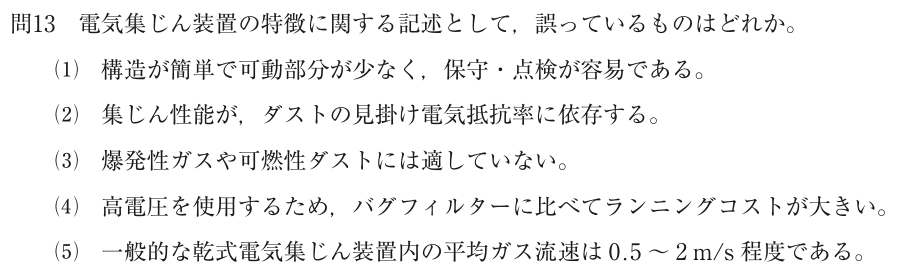 問13　電気集じん装置の特徴に関する記述として，誤っているものはどれか。
⑴　構造が簡単で可動部分が少なく，保守・点検が容易である。
⑵　集じん性能が，ダストの見掛け電気抵抗率に依存する。
⑶　爆発性ガスや可燃性ダストには適していない。
⑷　高電圧を使用するため，バグフィルターに比べてランニングコストが大きい。
⑸　一般的な乾式電気集じん装置内の平均ガス流速は 0.5 ～ 2 m/s 程度である。